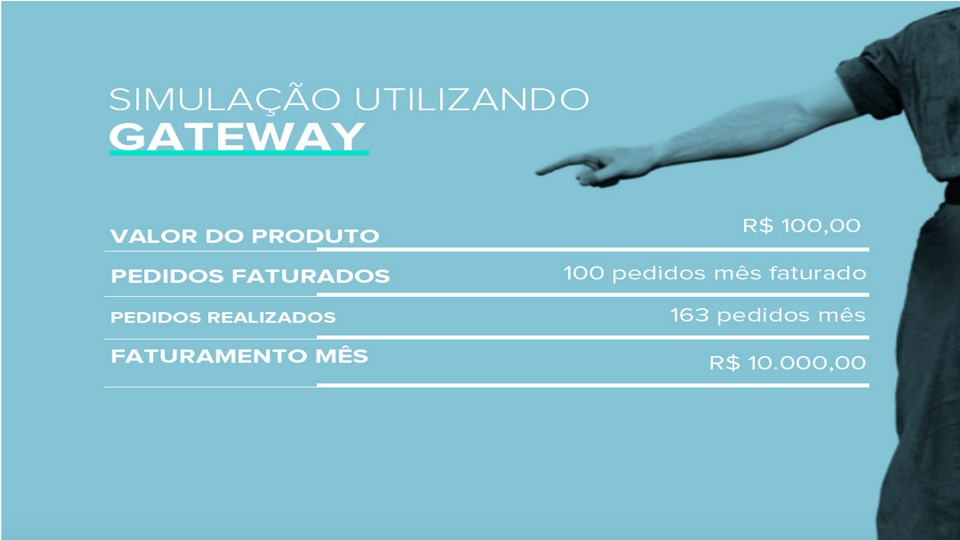 SIMULAÇÃO UTILIZANDO
GATEWAY
VALOR DO PRODUTO R$ 100,00
PEDIDOS FATURADOS 100 pedidos mês faturado
PEDIDOS REALIZADOS 163 pedidos mês
FATURAMENTO MÊS R$ 10.000,00